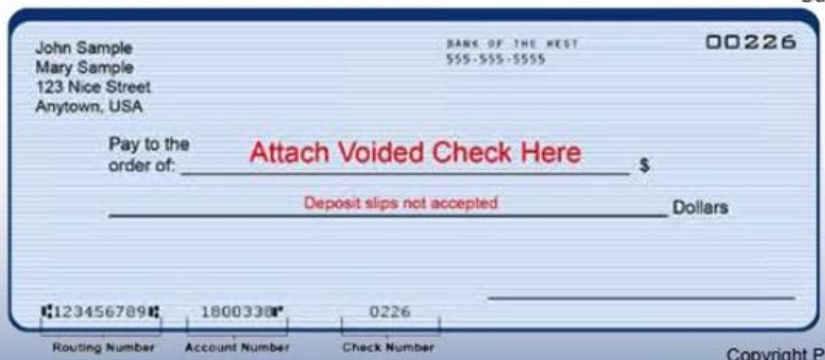 John Sample
Mary Sample
123 Nice Street
Anytown, USA
BANK OF THE WEST
555-555-5555
00226
Pay to the
order of:
Attach Voided Check Here
$
Deposit slips not accepted
Dollars
⑆123456789⑆ 1800338⑈ 0226
Routing Number Account Number Check Number
Copyright P